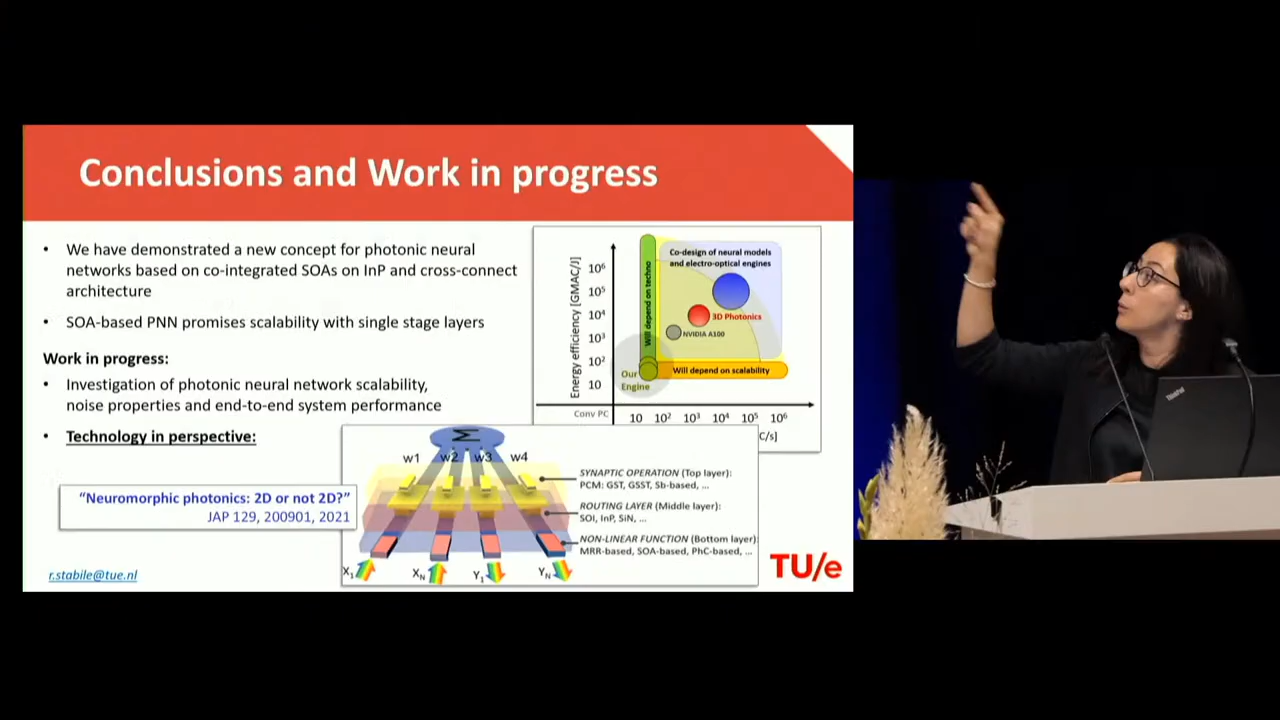 Conclusions and Work in progress
• We have demonstrated a new concept for photonic neural
networks based on co-integrated SOAs on InP and cross-connect
architecture
• SOA-based PNN promises scalability with single stage layers
Work in progress:
• Investigation of photonic neural network scalability,
noise properties and end-to-end system performance
• Technology in perspective:
"Neuromorphic photonics: 2D or not 2D?"
JAP 129, 200901, 2021
r.stabile@tue.nl
Energy efficiency [GMAC/J]
10⁶
10⁵
10⁴
10³
10²
10
Conv PC
10 10² 10³ 10⁴ 10⁵ 10⁶
C/s]
Will depend on techno
Co-design of neural models
and electro-optical engines
3D Photonics
NVIDIA A100
Our
Engine
Will depend on scalability
Σ
w1 w2 w3 w4
SYNAPTIC OPERATION (Top layer):
PCM: GST, GSST, Sb-based, ...
ROUTING LAYER (Middle layer):
SOI, InP, SiN, ...
NON-LINEAR FUNCTION (Bottom layer):
MRR-based, SOA-based, PhC-based, ...
X₁ X_N Y₁ Y_N
TU/e
ThinkPad